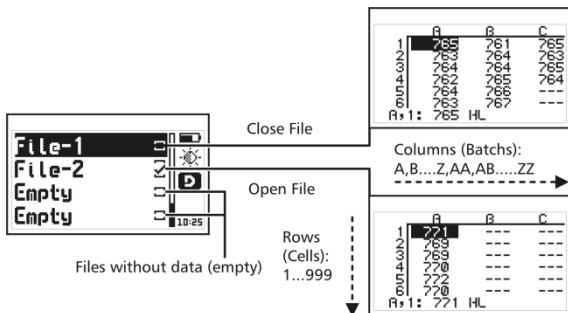 A B C
1 765 761 765
2 763 764 763
3 764 764 765
4 762 765 764
5 764 766 ---
6 763 767 ---
A,1: 765 HL
Close File
File-1
File-2
Empty
Empty
D
10:25
Open File
Columns (Batchs):
A,B....Z,AA,AB.....ZZ
Files without data (empty)
Rows
(Cells):
1...999
A B C
1 771 --- ---
2 769 --- ---
3 769 --- ---
4 770 --- ---
5 772 --- ---
6 770 --- ---
A,1: 771 HL